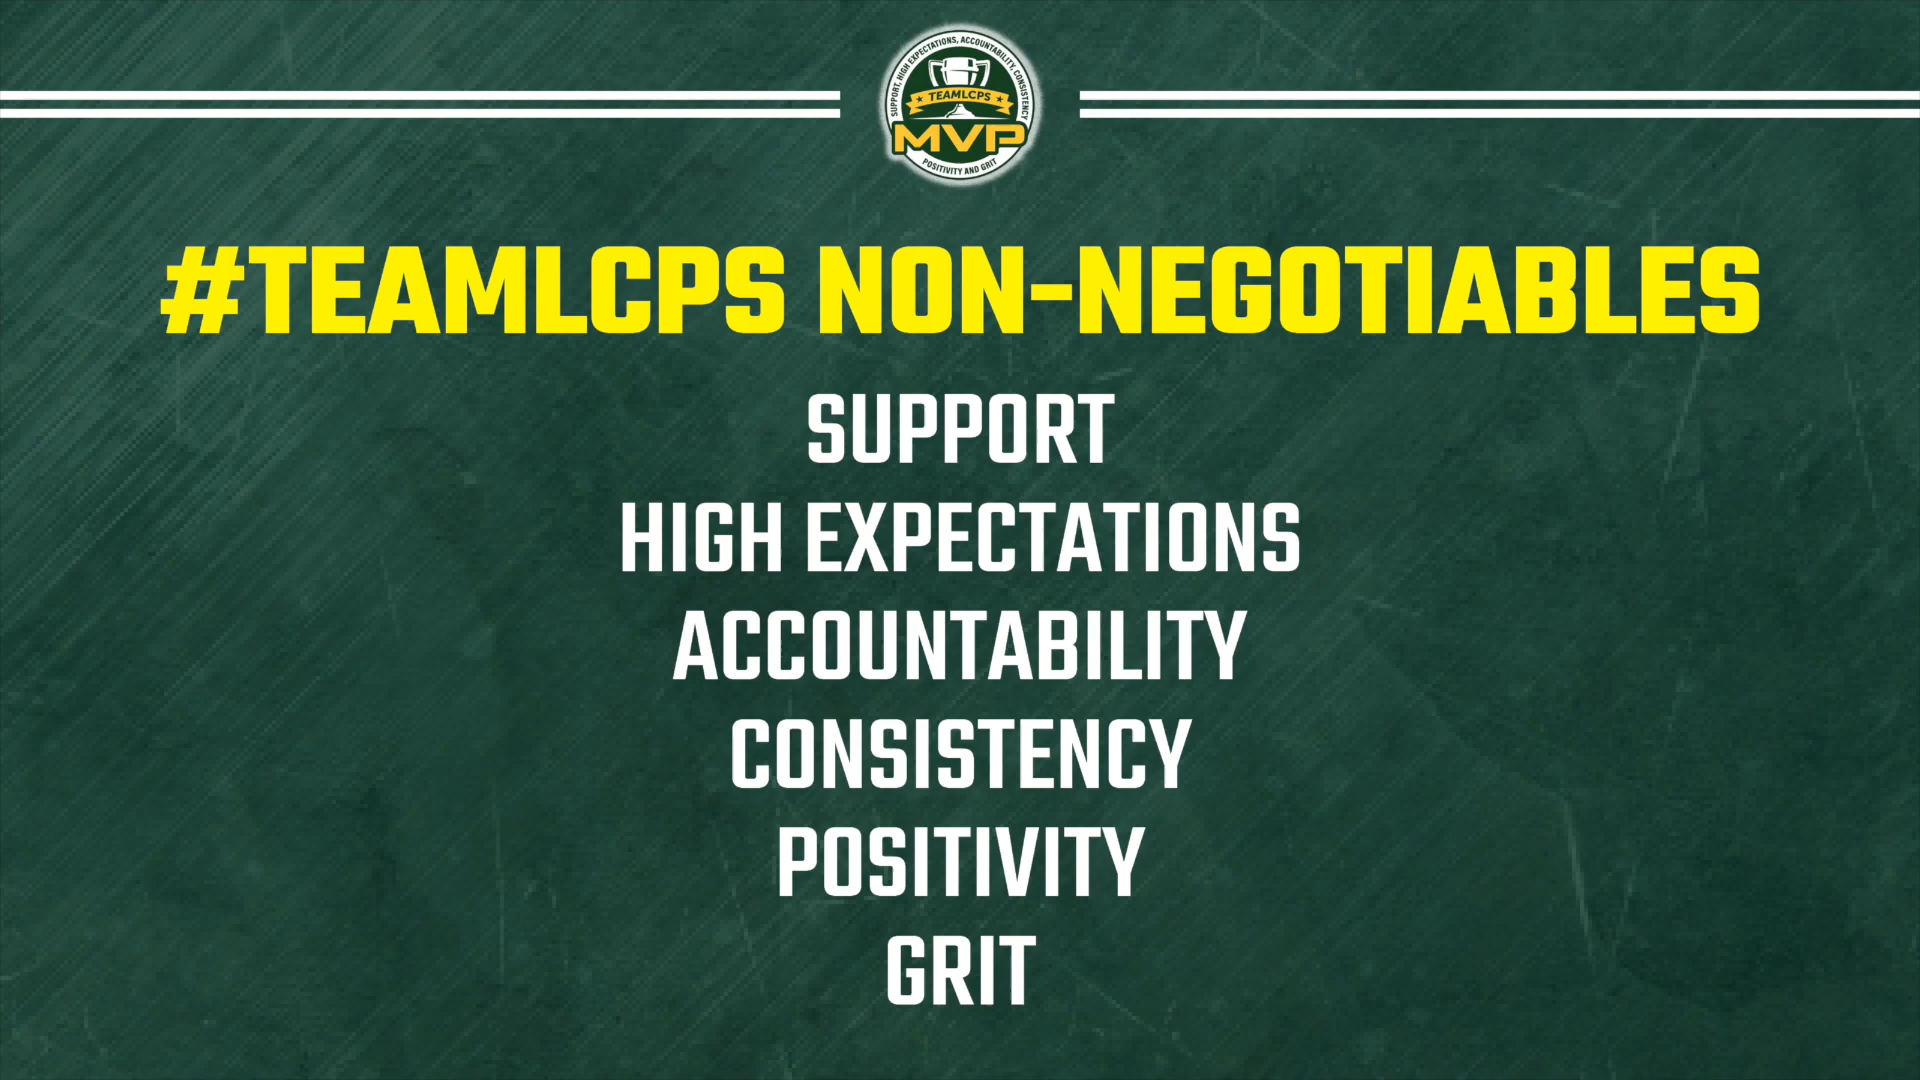 SUPPORT, HIGH EXPECTATIONS, ACCOUNTABILITY, CONSISTENCY
TEAMLCPS
MVP
POSITIVITY AND GRIT
#TEAMLCPS NON-NEGOTIABLES
SUPPORT
HIGH EXPECTATIONS
ACCOUNTABILITY
CONSISTENCY
POSITIVITY
GRIT